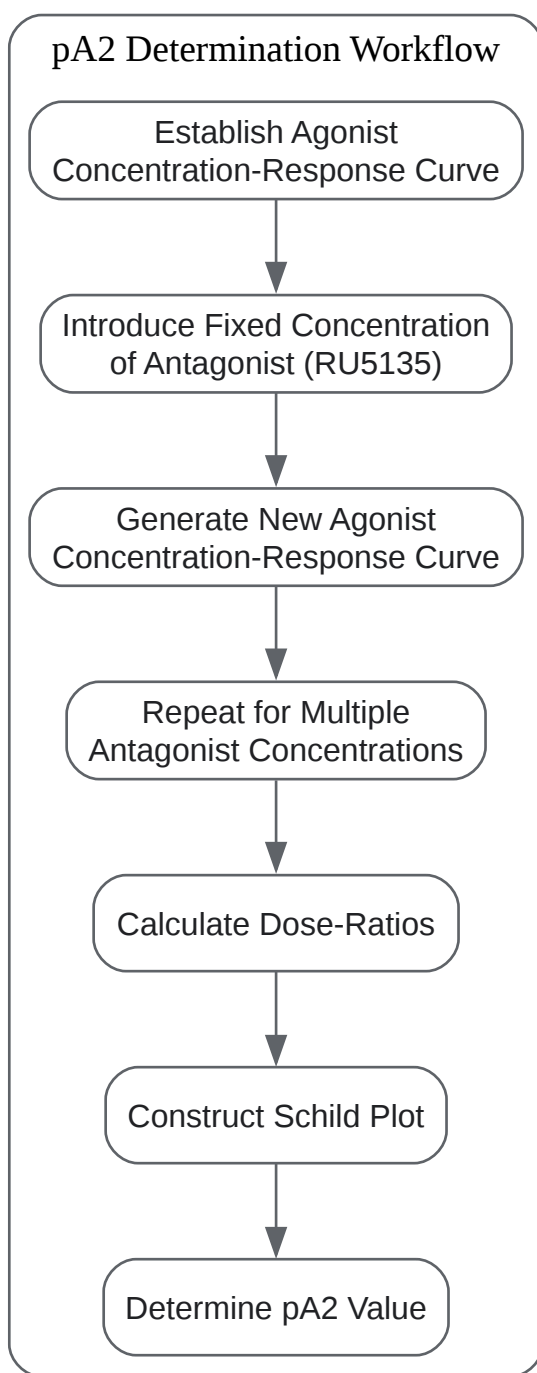 pA2 Determination Workflow
Establish Agonist
Concentration-Response Curve
Introduce Fixed Concentration
of Antagonist (RU5135)
Generate New Agonist
Concentration-Response Curve
Repeat for Multiple
Antagonist Concentrations
Calculate Dose-Ratios
Construct Schild Plot
Determine pA2 Value